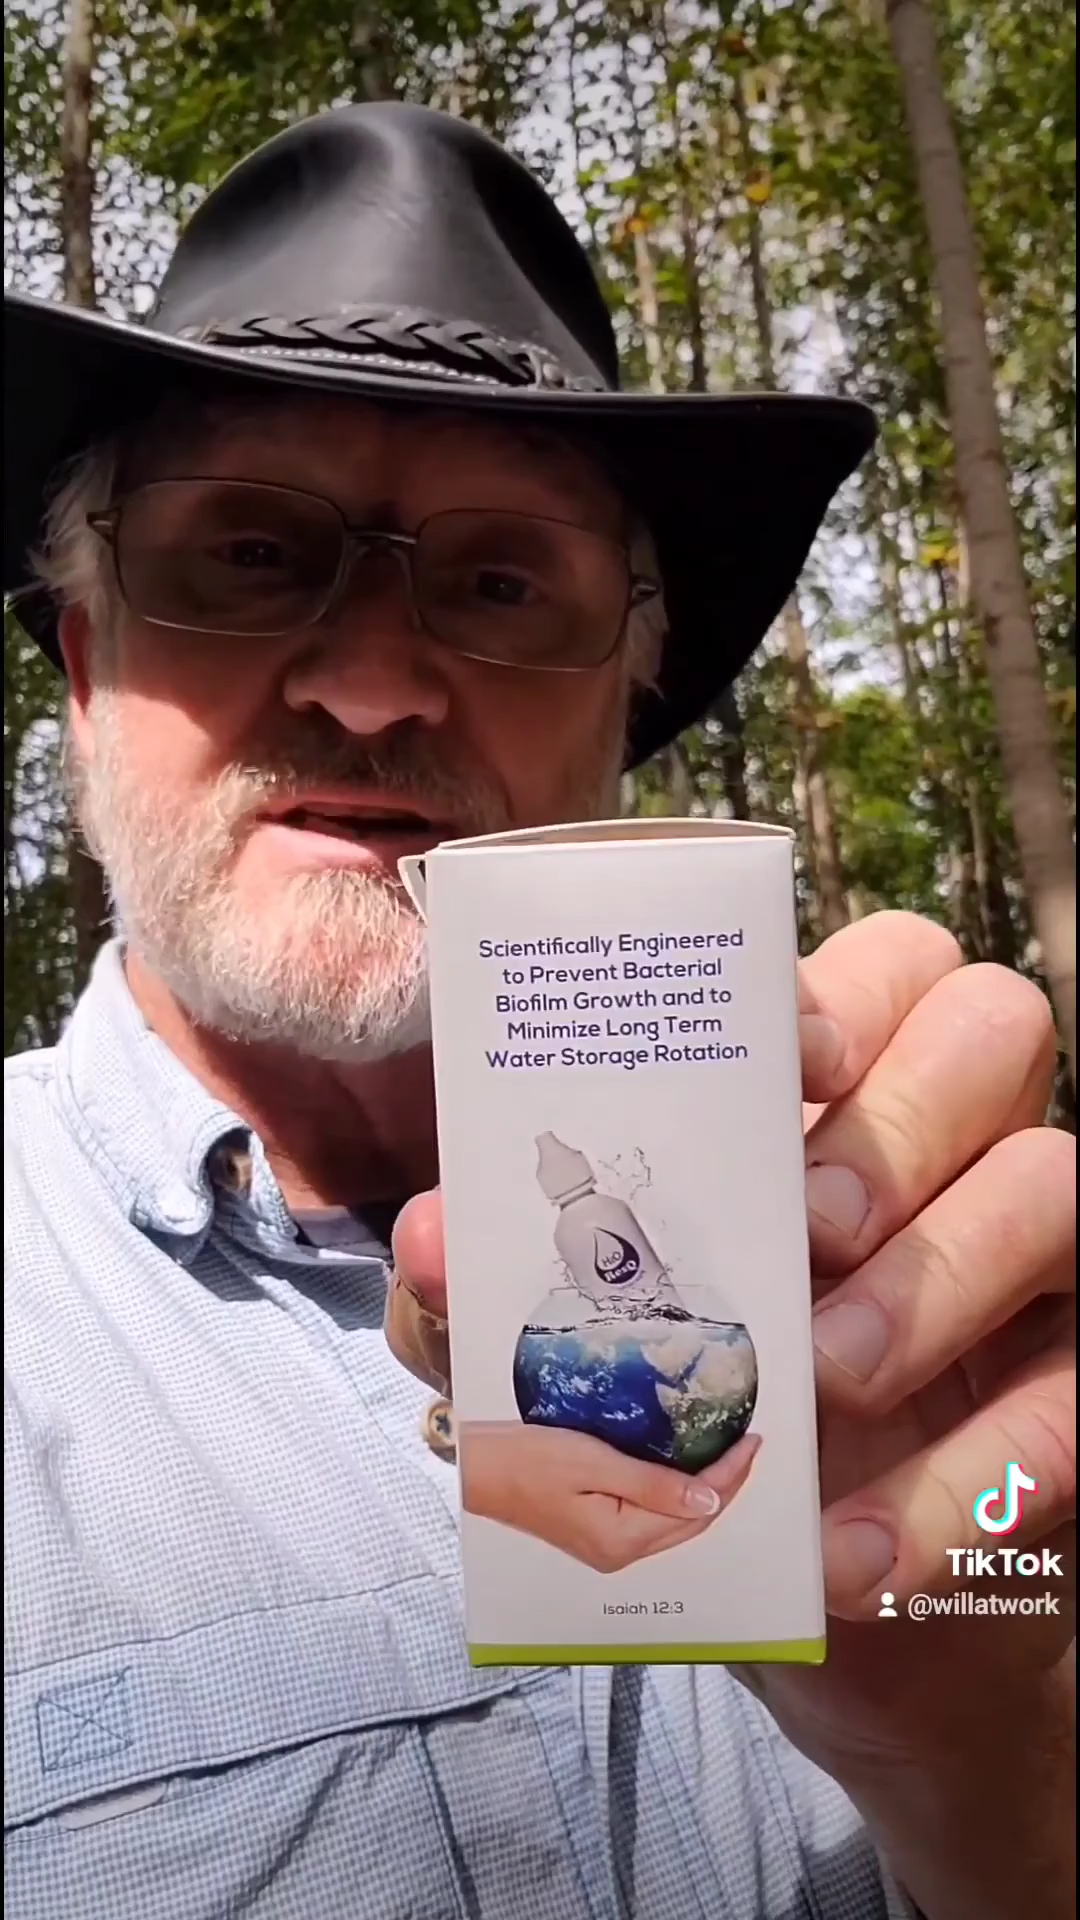 Scientifically Engineered
to Prevent Bacterial
Biofilm Growth and to
Minimize Long Term
Water Storage Rotation
H2O
ResQ
Isaiah 12:3
TikTok
@willatwork